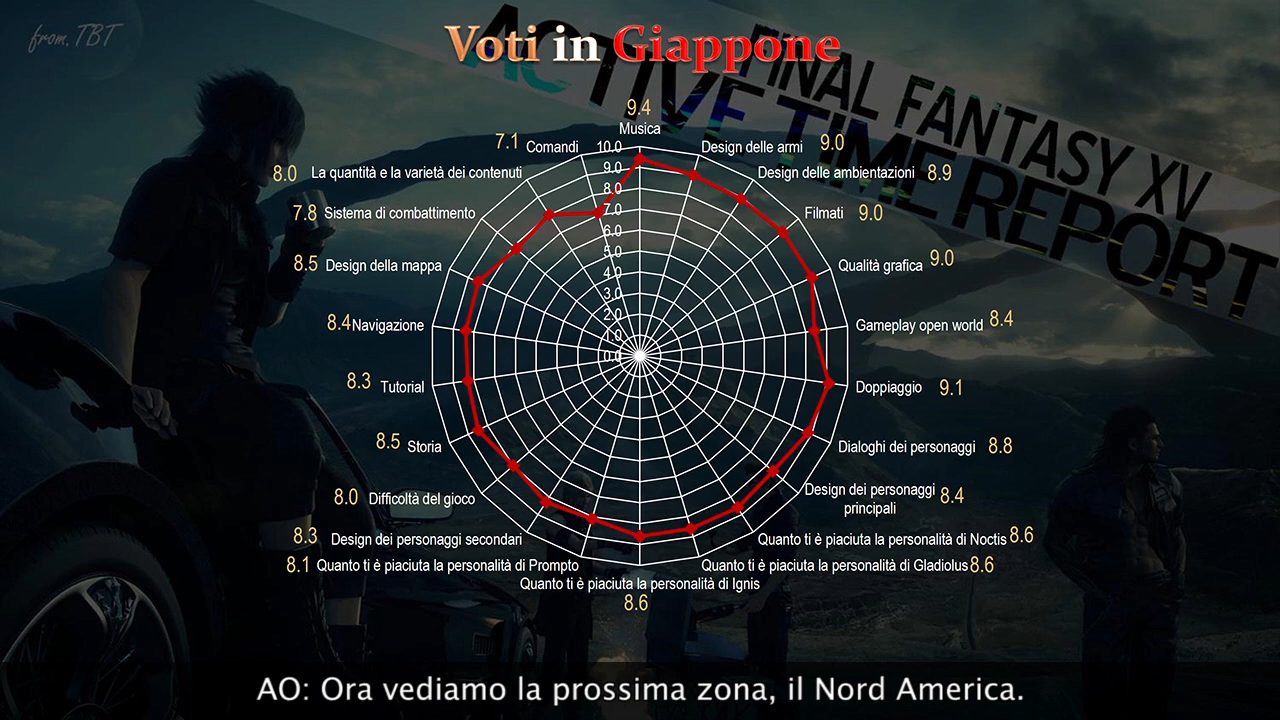 from. TBT
Voti in Giappone
FINAL FANTASY XV
ACTIVE TIME REPORT
9.4
Musica
7.1 Comandi
10.0
Design delle armi 9.0
8.0 La quantità e la varietà dei contenuti
9.0
Design delle ambientazioni 8.9
8.0
7.8 Sistema di combattimento
7.0
Filmati 9.0
6.0
8.5 Design della mappa
5.0
Qualità grafica 9.0
4.0
3.0
8.4 Navigazione
2.0
Gameplay open world 8.4
1.0
0.0
8.3 Tutorial
Doppiaggio 9.1
8.5 Storia
Dialoghi dei personaggi 8.8
8.0 Difficoltà del gioco
Design dei personaggi
principali 8.4
8.3 Design dei personaggi secondari
Quanto ti è piaciuta la personalità di Noctis 8.6
8.1 Quanto ti è piaciuta la personalità di Prompto
Quanto ti è piaciuta la personalità di Gladiolus 8.6
Quanto ti è piaciuta la personalità di Ignis
8.6
AO: Ora vediamo la prossima zona, il Nord America.